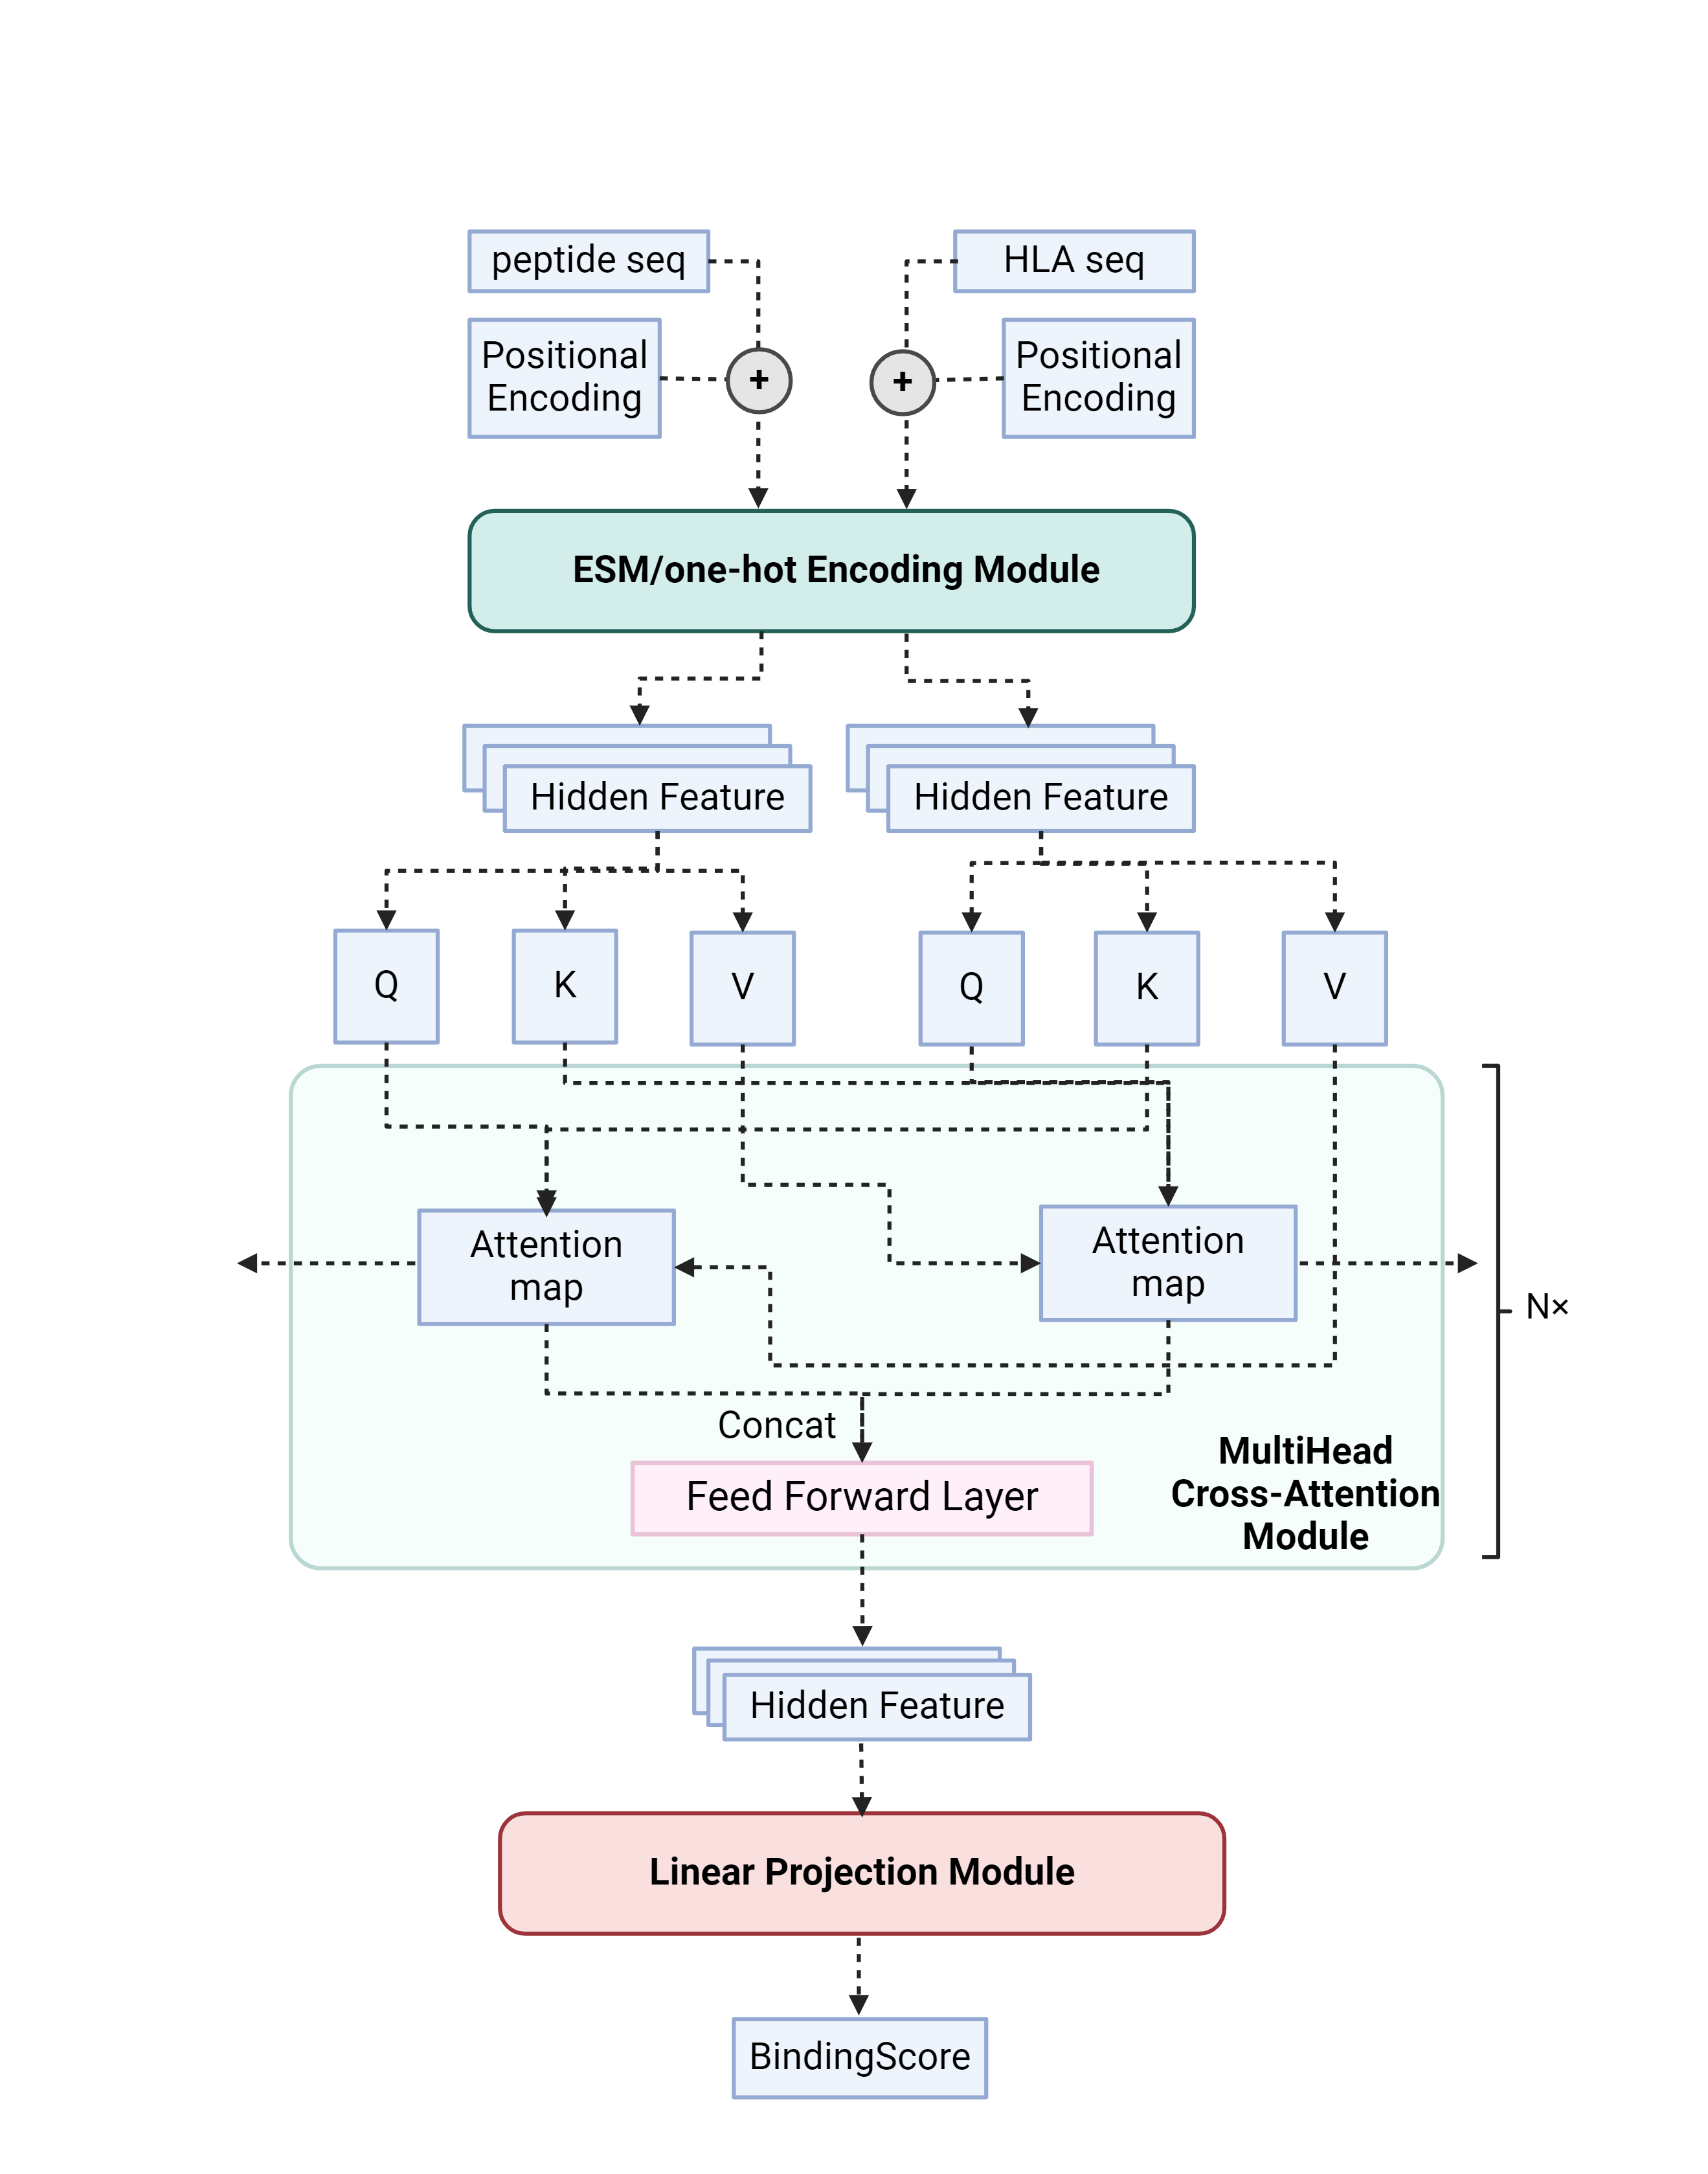 peptide seq
HLA seq
Positional
Encoding
+
+
Positional
Encoding
ESM/one-hot Encoding Module
Hidden Feature
Hidden Feature
Q
K
V
Q
K
V
Attention
map
Attention
map
N×
Concat
Feed Forward Layer
MultiHead
Cross-Attention
Module
Hidden Feature
Linear Projection Module
BindingScore